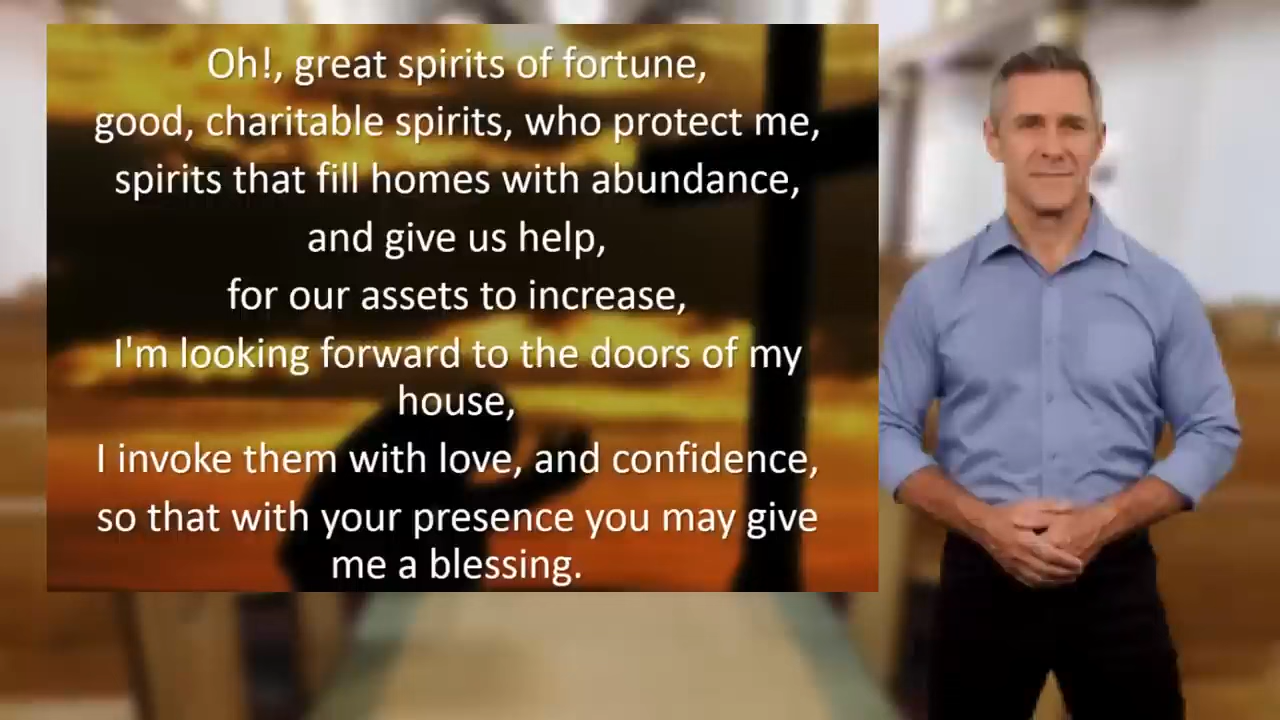 Oh!, great spirits of fortune,
good, charitable spirits, who protect me,
spirits that fill homes with abundance,
and give us help,
for our assets to increase,
I'm looking forward to the doors of my
house,
I invoke them with love, and confidence,
so that with your presence you may give
me a blessing.